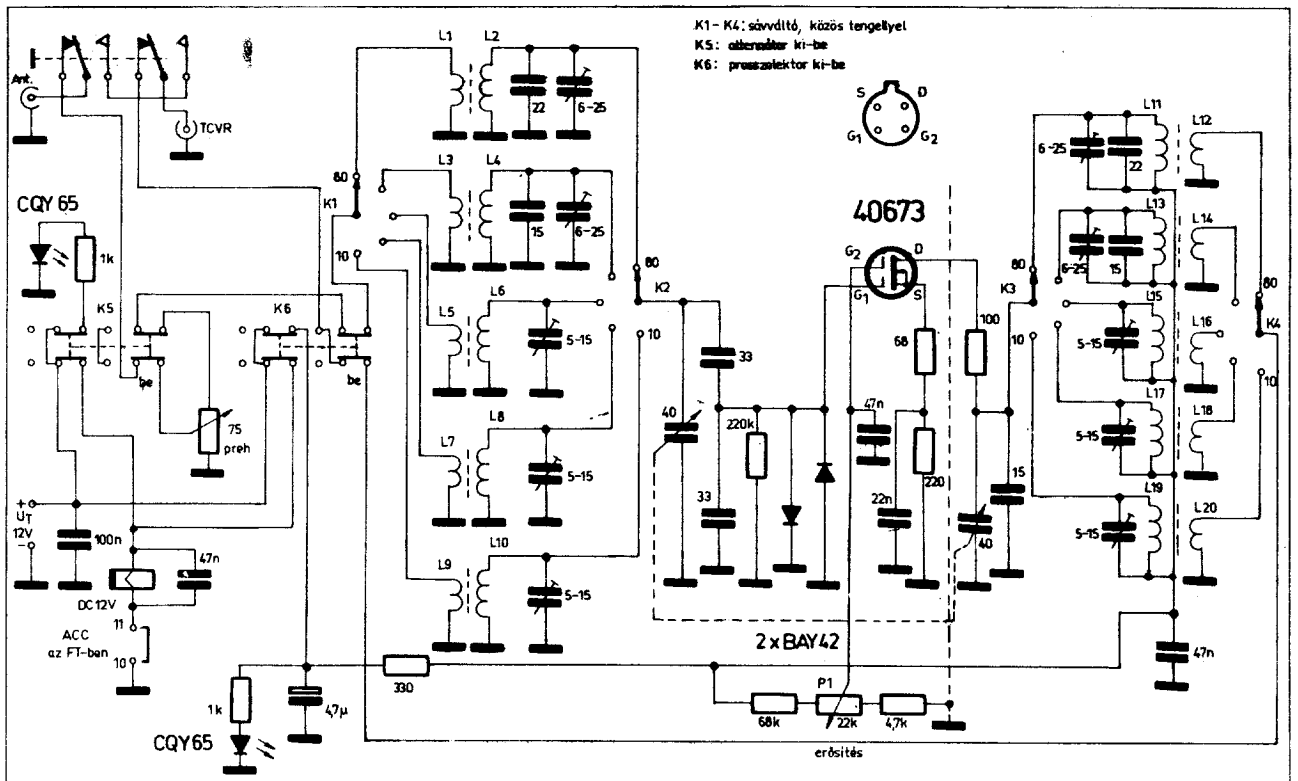 K1-K4: sávváltó, közös tengellyel
K5: attenuátor ki-be
K6: preszelektor ki-be
Ant.
TCVR
CQY 65
1k
K5
be
75
preh
K6
be
+
UT
12V
-
100n
47n
DC 12V
11
ACC
az FT-ban
10
1k
CQY65
4,7µ
330
80
K1
10
L1
L2
22
6-25
L3
L4
15
6-25
L5
L6
5-15
L7
L8
5-15
L9
L10
5-15
80
K2
10
40
33
33
220k
2xBAY42
S
D
G1
G2
40673
G2
D
G1
S
68
100
47n
22n
220
40
15
68k
P1
22k
4,7k
erősítés
80
K3
10
L11
L12
6-25
22
L13
L14
6-25
15
L15
L16
5-15
L17
L18
5-15
L19
L20
5-15
80
K4
10
47n